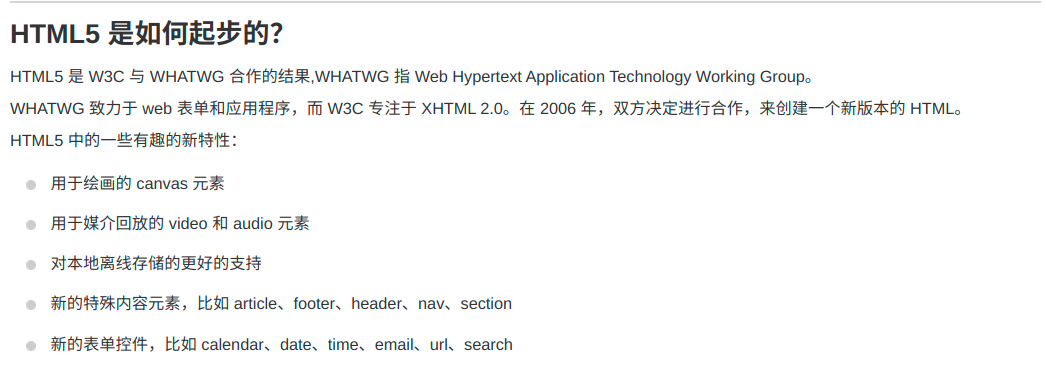 HTML5 是如何起步的？
HTML5 是 W3C 与 WHATWG 合作的结果,WHATWG 指 Web Hypertext Application Technology Working Group。
WHATWG 致力于 web 表单和应用程序，而 W3C 专注于 XHTML 2.0。在 2006 年，双方决定进行合作，来创建一个新版本的 HTML。
HTML5 中的一些有趣的新特性：
用于绘画的 canvas 元素
用于媒介回放的 video 和 audio 元素
对本地离线存储的更好的支持
新的特殊内容元素，比如 article、footer、header、nav、section
新的表单控件，比如 calendar、date、time、email、url、search